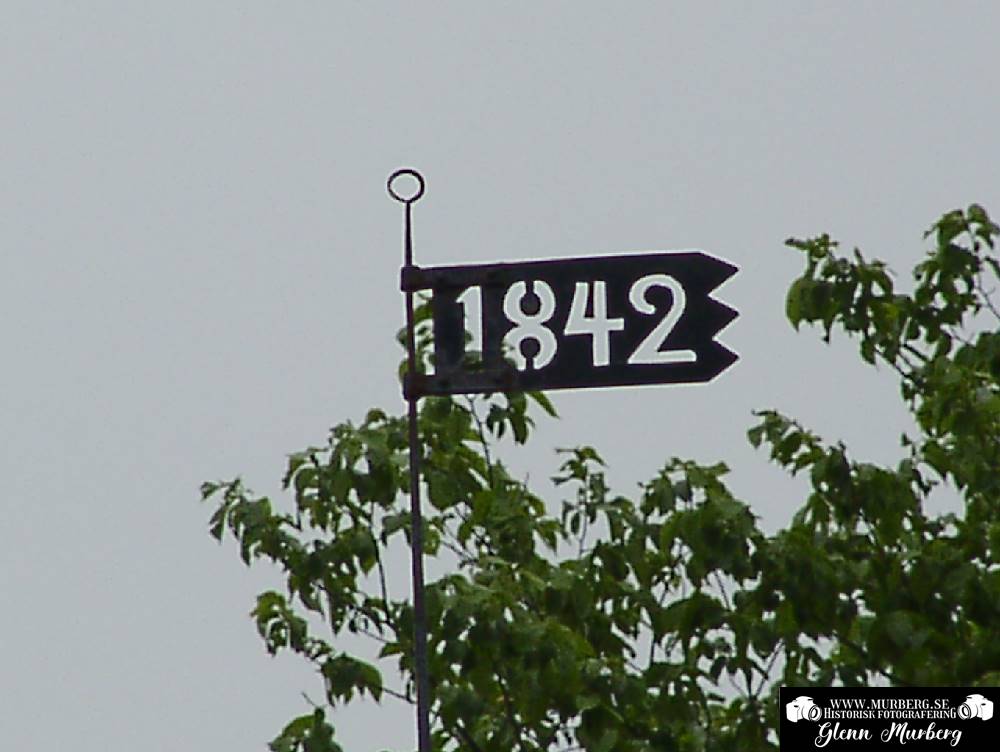 1842
WWW.MURBERG.SE
HISTORISK FOTOGRAFERING
Glenn Murberg